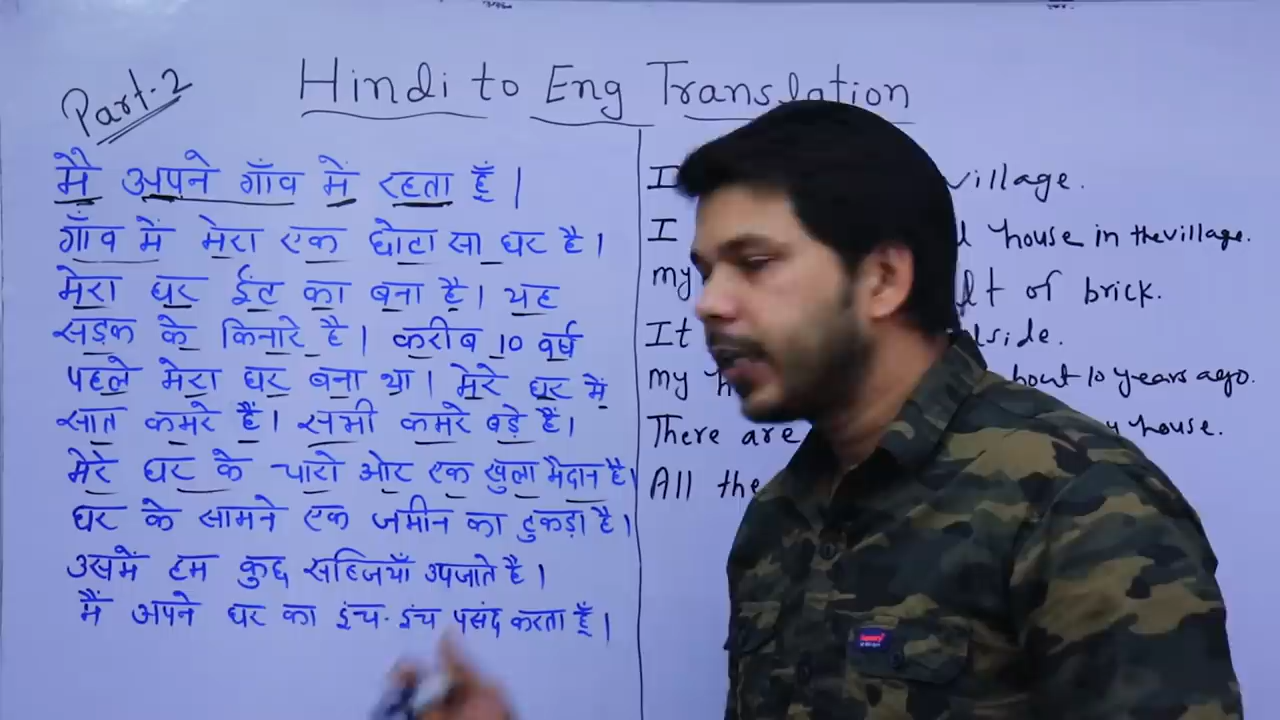 Part-2
Hindi to Eng Translation
मैं अपने गाँव में रहता हूँ।
गाँव में मेरा एक छोटा सा घर है।
मेरा घर ईंट का बना है। यह
सड़क के किनारे है। करीब 10 वर्ष
पहले मेरा घर बना था। मेरे घर में
सात कमरे हैं। सभी कमरे बड़े हैं।
मेरे घर के चारो ओर एक खुला मैदान है।
घर के सामने एक जमीन का टुकड़ा है।
उसमें हम कुछ सब्जियाँ उपजाते है।
मैं अपने घर का इंच-इंच पसंद करता हूँ।
I village.
I house in the village.
my of brick.
It
my 10 years ago.
There are house.
All